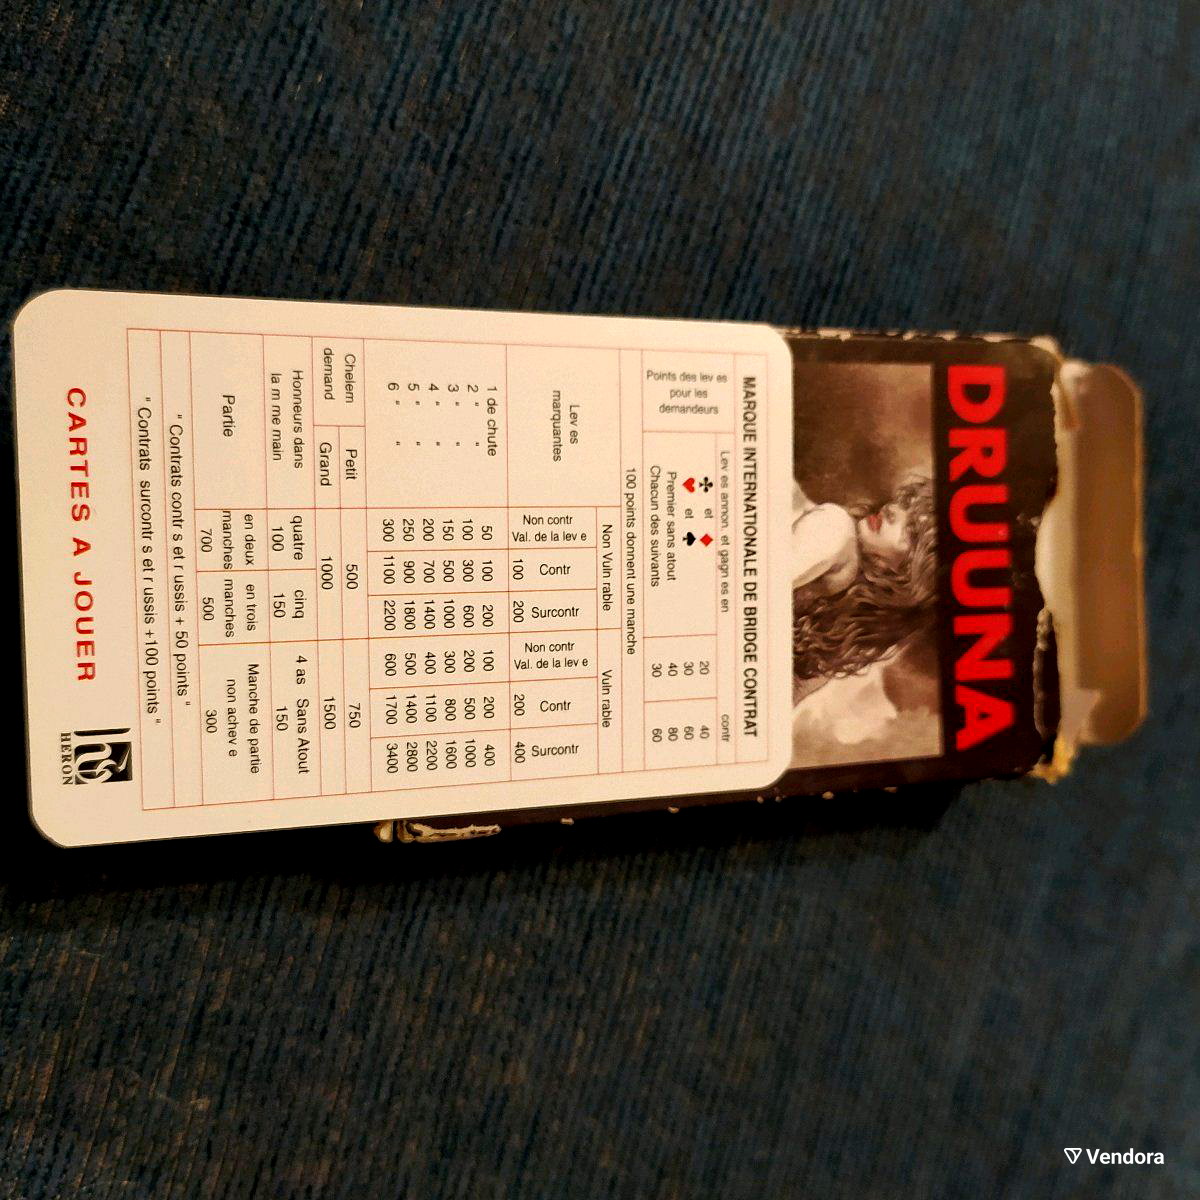 DRUUNA
MARQUE INTERNATIONALE DE BRIDGE CONTRAT
Points des lev es
pour les
demandeurs
Lev es annon. et gagn es en
contr
♣ et ♦ 20 40
♥ et ♠ 30 60
Premier sans atout 40 80
Chacun des suivants 30 60
100 points donnent une manche
Lev es
marquantes
Non Vuln rable Vuln rable
Non contr Contr Surcontr Non contr Contr Surcontr
Val. de la lev e 100 200 Val. de la lev e 200 400
1 de chute 50 100 200 100 200 400
2 " " 100 300 600 200 500 1000
3 " " 150 500 1000 300 800 1600
4 " " 200 700 1400 400 1100 2200
5 " " 250 900 1800 500 1400 2800
6 " " 300 1100 2200 600 1700 3400
Chelem
demand
Petit 500 750
Grand 1000 1500
Honneurs dans
la m me main
quatre cinq 4 as Sans Atout
100 150 150
Partie
en deux en trois Manche de partie
manches manches non achev e
700 500 300
" Contrats contr s et r ussis + 50 points "
" Contrats surcontr s et r ussis +100 points "
CARTES A JOUER
HERON
Vendora